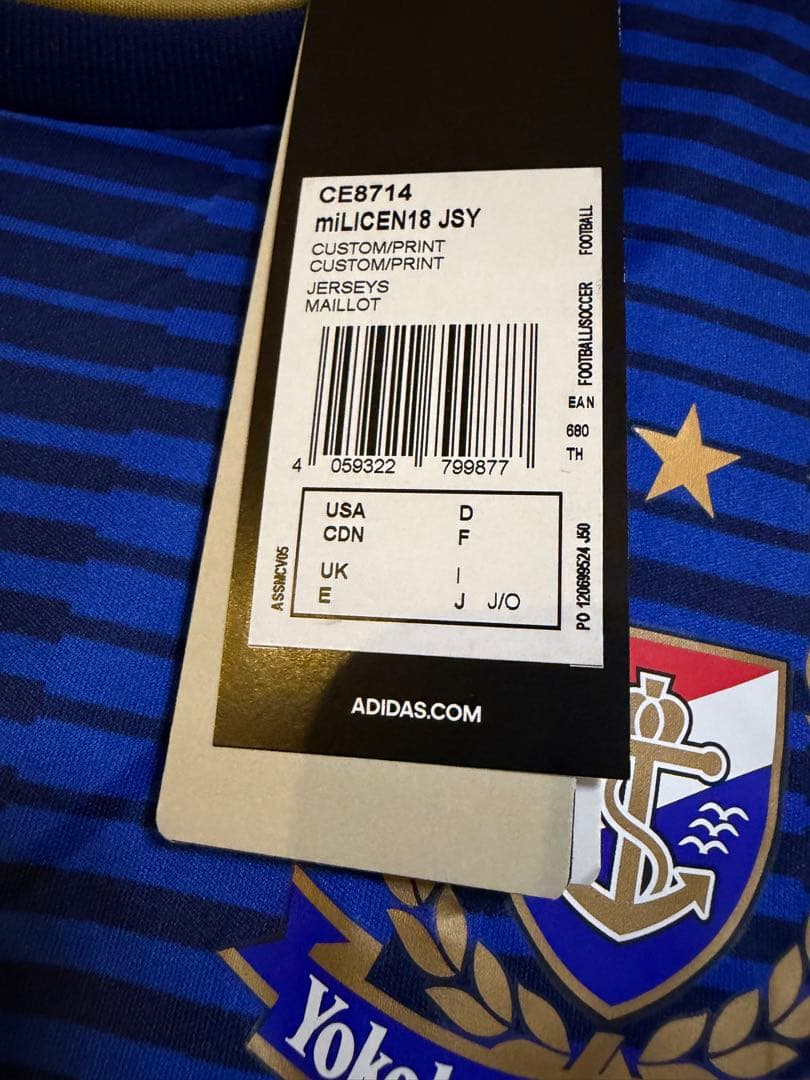 CE8714
miLICEN18 JSY
CUSTOM/PRINT
CUSTOM/PRINT
JERSEYS
MAILLOT
FOOTBALL/SOCCER FOOTBALL
EAN
680
TH
4 059322 799877
USA D
CDN F
UK I
E J J/O
ASSMCV05
PO 120699524 J50
ADIDAS.COM